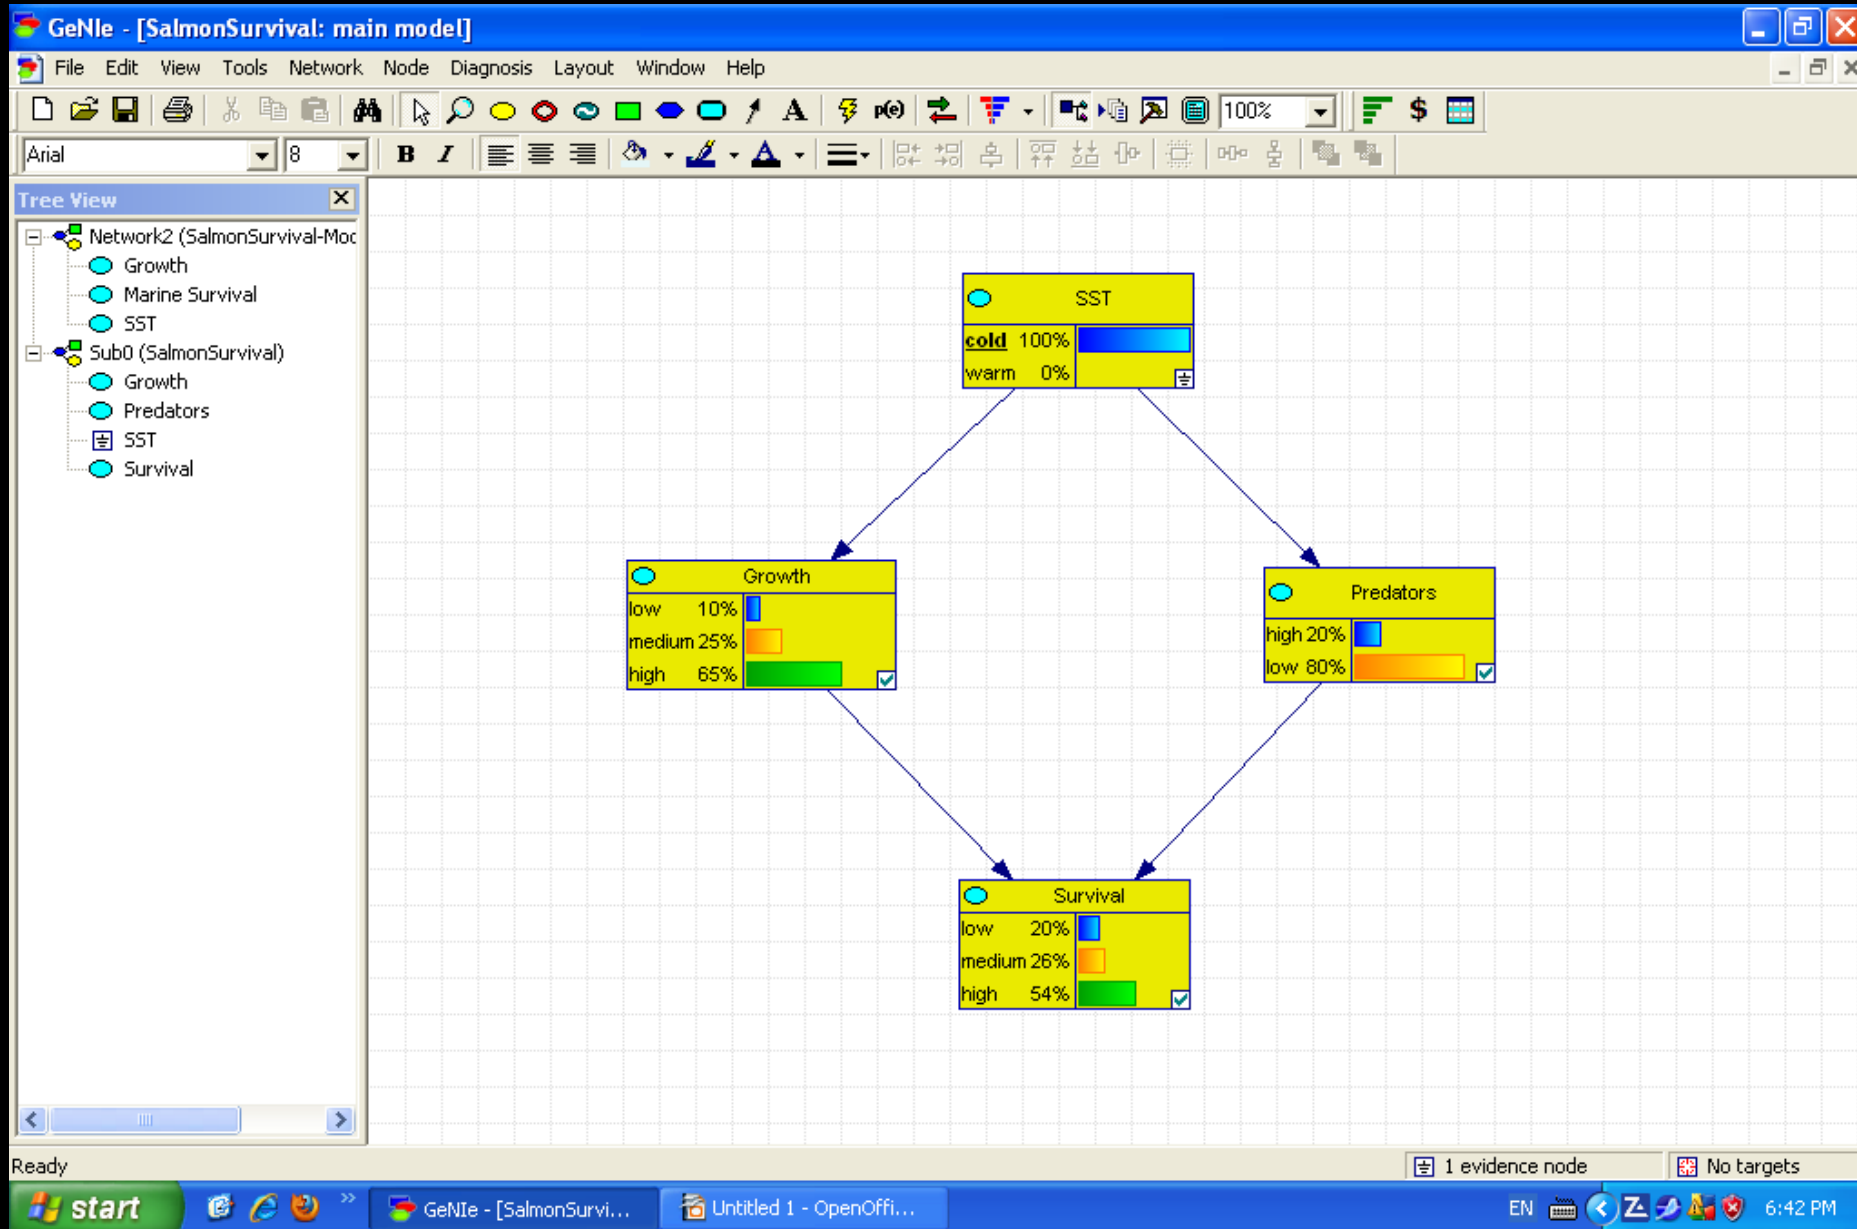 GeNIe - [SalmonSurvival: main model]
File Edit View Tools Network Node Diagnosis Layout Window Help
A p(e) 100% $
Arial 8 B I A
Tree View
Network2 (SalmonSurvival-Moc
Growth
Marine Survival
SST
Sub0 (SalmonSurvival)
Growth
Predators
SST
Survival
SST
cold 100%
warm 0%
Growth
low 10%
medium 25%
high 65%
Predators
high 20%
low 80%
Survival
low 20%
medium 26%
high 54%
Ready 1 evidence node No targets
start » GeNIe - [SalmonSurvi... Untitled 1 - OpenOffi... EN 6:42 PM